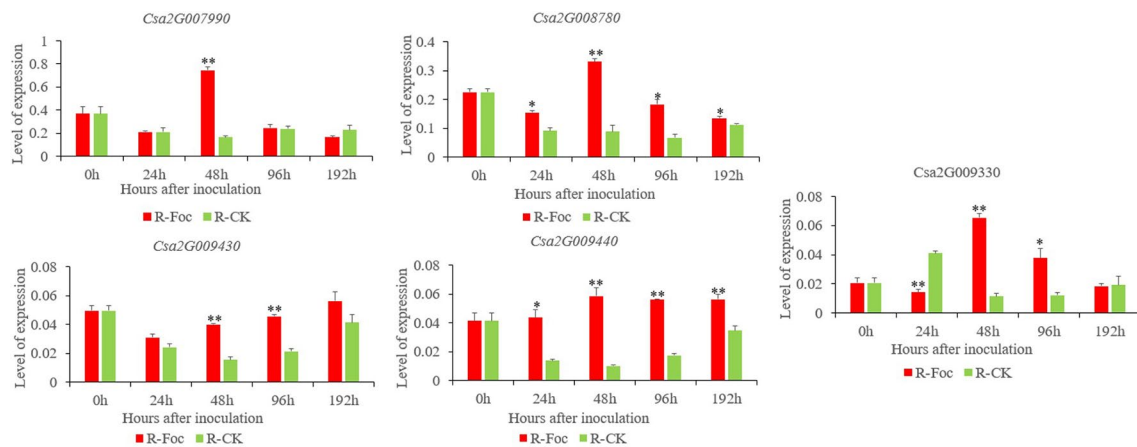 Csa2G007990
Level of expression
1
0.8
0.6
0.4
0.2
0
**
0h 24h 48h 96h 192h
Hours after inoculation
R-Foc R-CK
Csa2G008780
Level of expression
0.4
0.3
0.2
0.1
0
* ** * *
0h 24h 48h 96h 192h
Hours after inoculation
R-Foc R-CK
Csa2G009330
Level of expression
0.08
0.06
0.04
0.02
0
** ** *
0h 24h 48h 96h 192h
Hours after inoculation
R-Foc R-CK
Csa2G009430
Level of expression
0.08
0.06
0.04
0.02
0
** **
0h 24h 48h 96h 192h
Hours after inoculation
R-Foc R-CK
Csa2G009440
Level of expression
0.08
0.06
0.04
0.02
0
* ** ** **
0h 24h 48h 96h 192h
Hours after inoculation
R-Foc R-CK